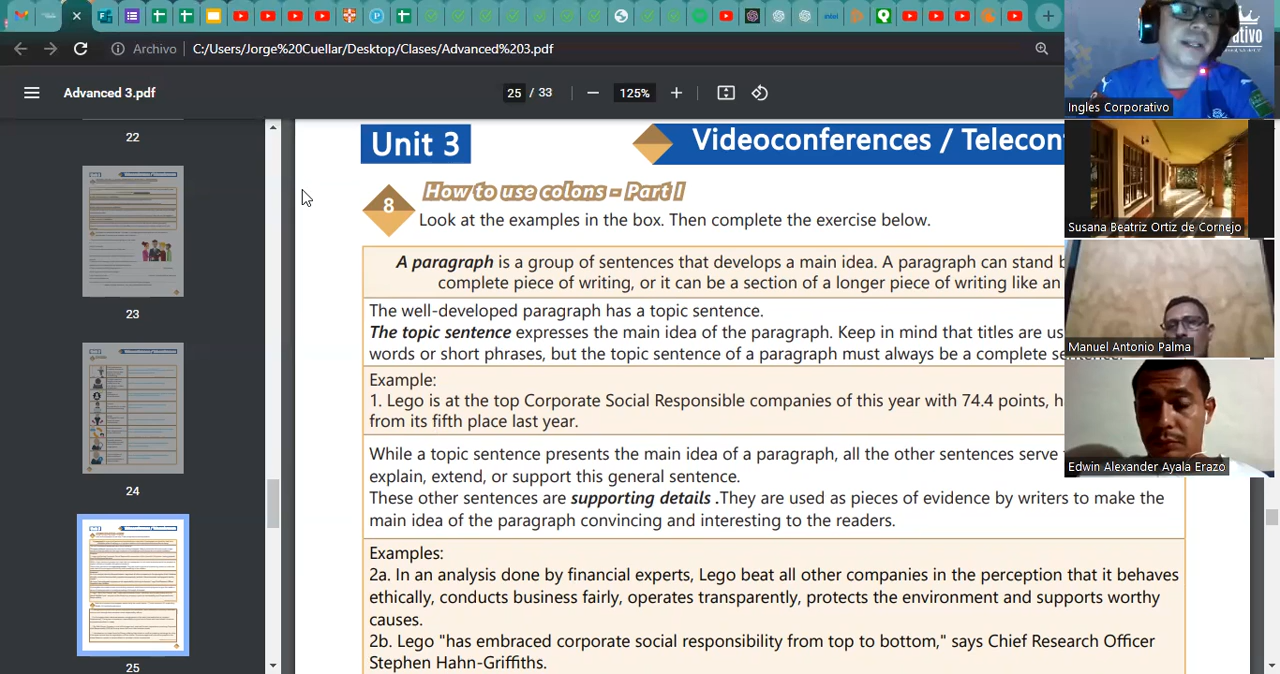 Archivo
C:/Users/Jorge%20Cuellar/Desktop/Clases/Advanced%203.pdf
Advanced 3.pdf
25 / 33
125%
22
23
24
25
Unit 3
Videoconferences / Telecon
8
How to use colons - Part I
Look at the examples in the box. Then complete the exercise below.
A paragraph is a group of sentences that develops a main idea. A paragraph can stand b
complete piece of writing, or it can be a section of a longer piece of writing like an
The well-developed paragraph has a topic sentence.
The topic sentence expresses the main idea of the paragraph. Keep in mind that titles are us
words or short phrases, but the topic sentence of a paragraph must always be a complete sentence.
Example:
1. Lego is at the top Corporate Social Responsible companies of this year with 74.4 points, h
from its fifth place last year.
While a topic sentence presents the main idea of a paragraph, all the other sentences serve
explain, extend, or support this general sentence.
These other sentences are supporting details .They are used as pieces of evidence by writers to make the
main idea of the paragraph convincing and interesting to the readers.
Examples:
2a. In an analysis done by financial experts, Lego beat all other companies in the perception that it behaves
ethically, conducts business fairly, operates transparently, protects the environment and supports worthy
causes.
2b. Lego "has embraced corporate social responsibility from top to bottom," says Chief Research Officer
Stephen Hahn-Griffiths.
ativo
Ingles Corporativo
Susana Beatriz Ortiz de Cornejo
Manuel Antonio Palma
Edwin Alexander Ayala Erazo